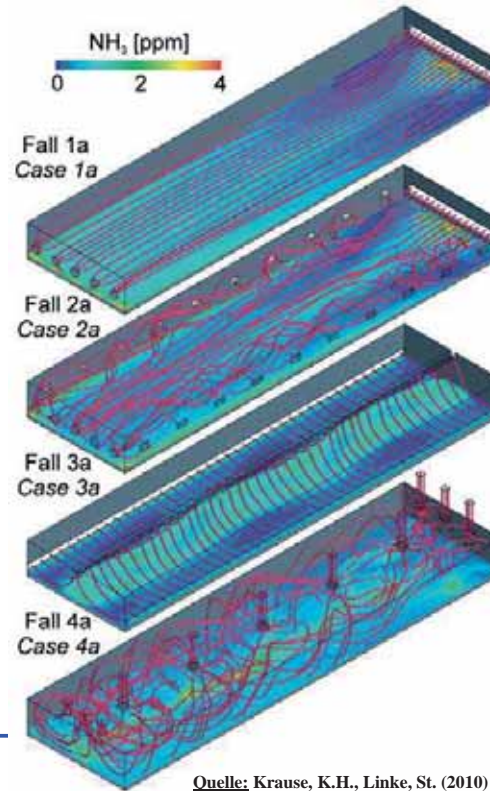 NH₃ [ppm]
0 2 4
Fall 1a
Case 1a
Fall 2a
Case 2a
Fall 3a
Case 3a
Fall 4a
Case 4a
Quelle: Krause, K.H., Linke, St. (2010)